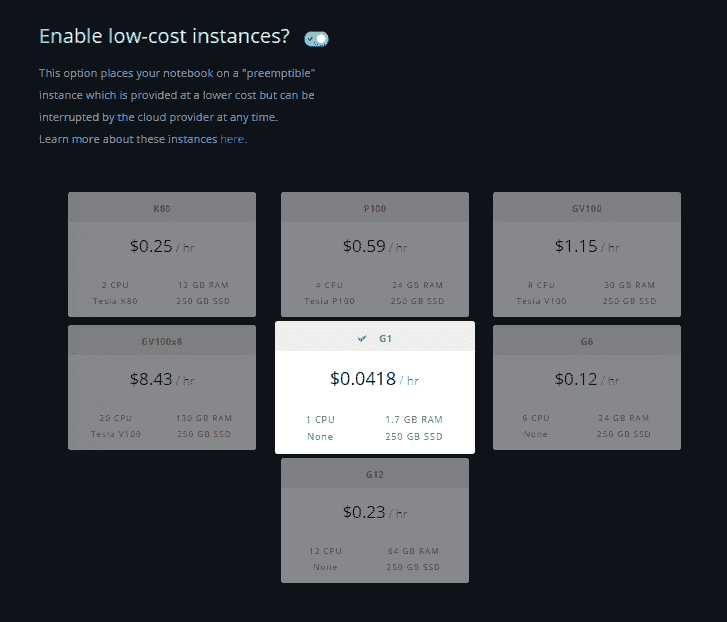 Enable low-cost instances?
This option places your notebook on a "preemptible"
instance which is provided at a lower cost but can be
interrupted by the cloud provider at any time.
Learn more about these instances here.
K80
$0.25 / hr
2 CPU 12 GB RAM
Tesla K80 250 GB SSD
P100
$0.59 / hr
4 CPU 24 GB RAM
Tesla P100 250 GB SSD
GV100
$1.15 / hr
8 CPU 30 GB RAM
Tesla V100 250 GB SSD
GV100x8
$8.43 / hr
20 CPU 130 GB RAM
Tesla V100 250 GB SSD
G1
$0.0418 / hr
1 CPU 1.7 GB RAM
None 250 GB SSD
G6
$0.12 / hr
6 CPU 24 GB RAM
None 250 GB SSD
G12
$0.23 / hr
12 CPU 64 GB RAM
None 250 GB SSD